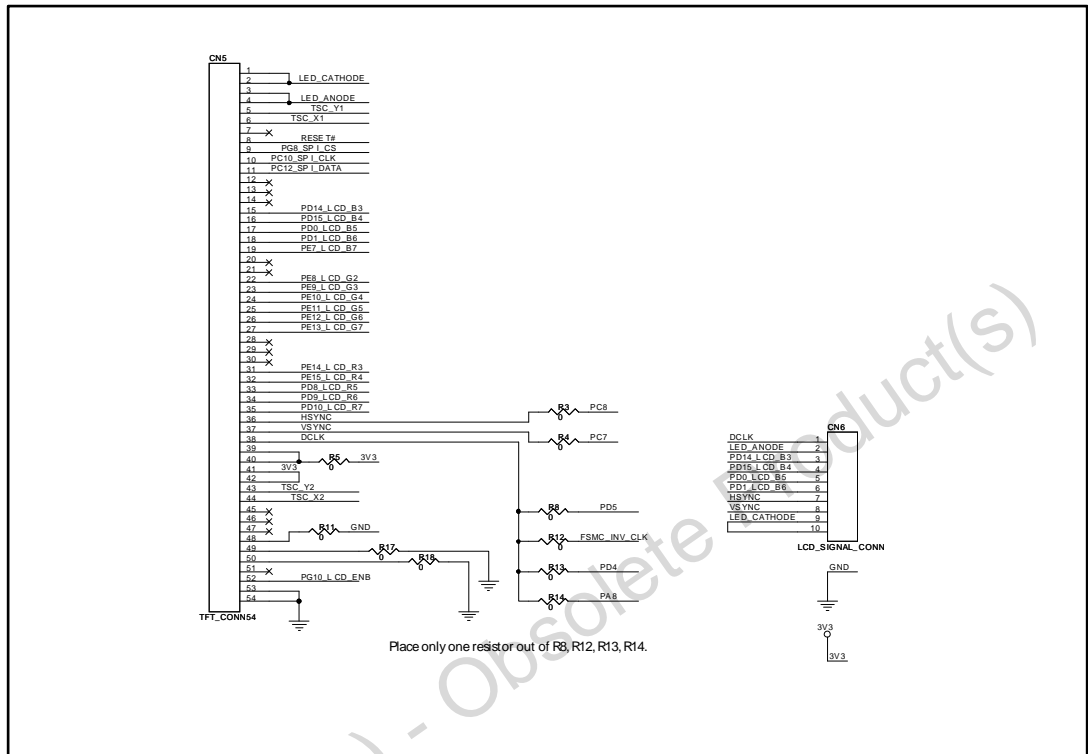 CN5
1
2 LED_CATHODE
3
4 LED_ANODE
5 TSC_Y1
6 TSC_X1
7
8 RESET#
9 PG8_SPI_CS
10 PC10_SPI_CLK
11 PC12_SPI_DATA
12
13
14
15 PD14_LCD_B3
16 PD15_LCD_B4
17 PD0_LCD_B5
18 PD1_LCD_B6
19 PE7_LCD_B7
20
21
22 PE8_LCD_G2
23 PE9_LCD_G3
24 PE10_LCD_G4
25 PE11_LCD_G5
26 PE12_LCD_G6
27 PE13_LCD_G7
28
29
30
31 PE14_LCD_R3
32 PE15_LCD_R4
33 PD8_LCD_R5
34 PD9_LCD_R6
35 PD10_LCD_R7
36 HSYNC
37 VSYNC
38 DCLK
39
40
41 3V3
42
43 TSC_Y2
44 TSC_X2
45
46
47
48
49
50
51
52 PG10_LCD_ENB
53
54
TFT_CONN54
R3 PC8
0
R4 PC7
0
R5 3V3
0
R11 GND
0
R17
0
R18
0
R8 PD5
0
R12 FSMC_INV_CLK
0
R13 PD4
0
R14 PA8
0
Place only one resistor out of R8, R12, R13, R14.
CN6
DCLK 1
LED_ANODE 2
PD14_LCD_B3 3
PD15_LCD_B4 4
PD0_LCD_B5 5
PD1_LCD_B6 6
HSYNC 7
VSYNC 8
LED_CATHODE 9
10
LCD_SIGNAL_CONN
GND
3V3
3V3
) - Obsolete Product(s)